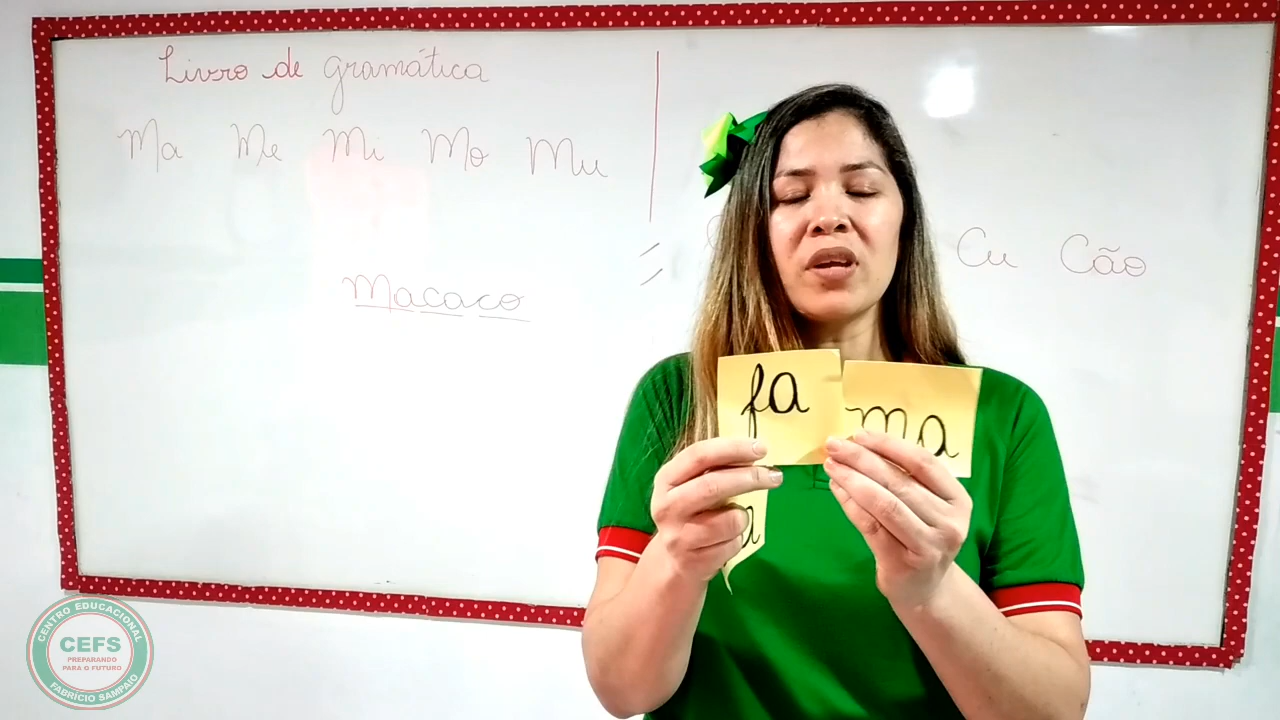 Livro de gramática
Ma Me Mi Mo Mu
Cu Cão
Macaco
fa ma
a
CENTRO EDUCACIONAL
CEFS
PREPARANDO
PARA O FUTURO
FABRICIO SAMPAIO